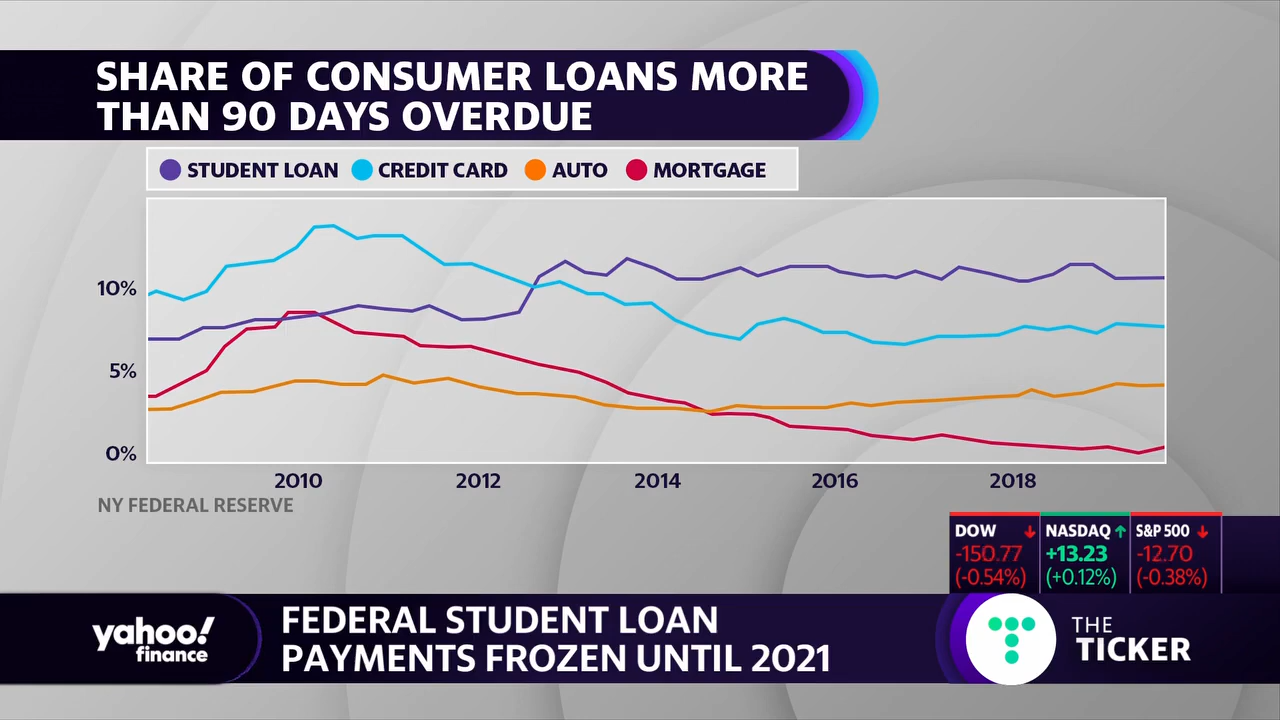 SHARE OF CONSUMER LOANS MORE
THAN 90 DAYS OVERDUE
STUDENT LOAN CREDIT CARD AUTO MORTGAGE
10%
5%
0%
2010 2012 2014 2016 2018
NY FEDERAL RESERVE
DOW NASDAQ S&P 500
-150.77 +13.23 -12.70
(-0.54%) (+0.12%) (-0.38%)
yahoo!
finance
FEDERAL STUDENT LOAN
PAYMENTS FROZEN UNTIL 2021
THE
TICKER